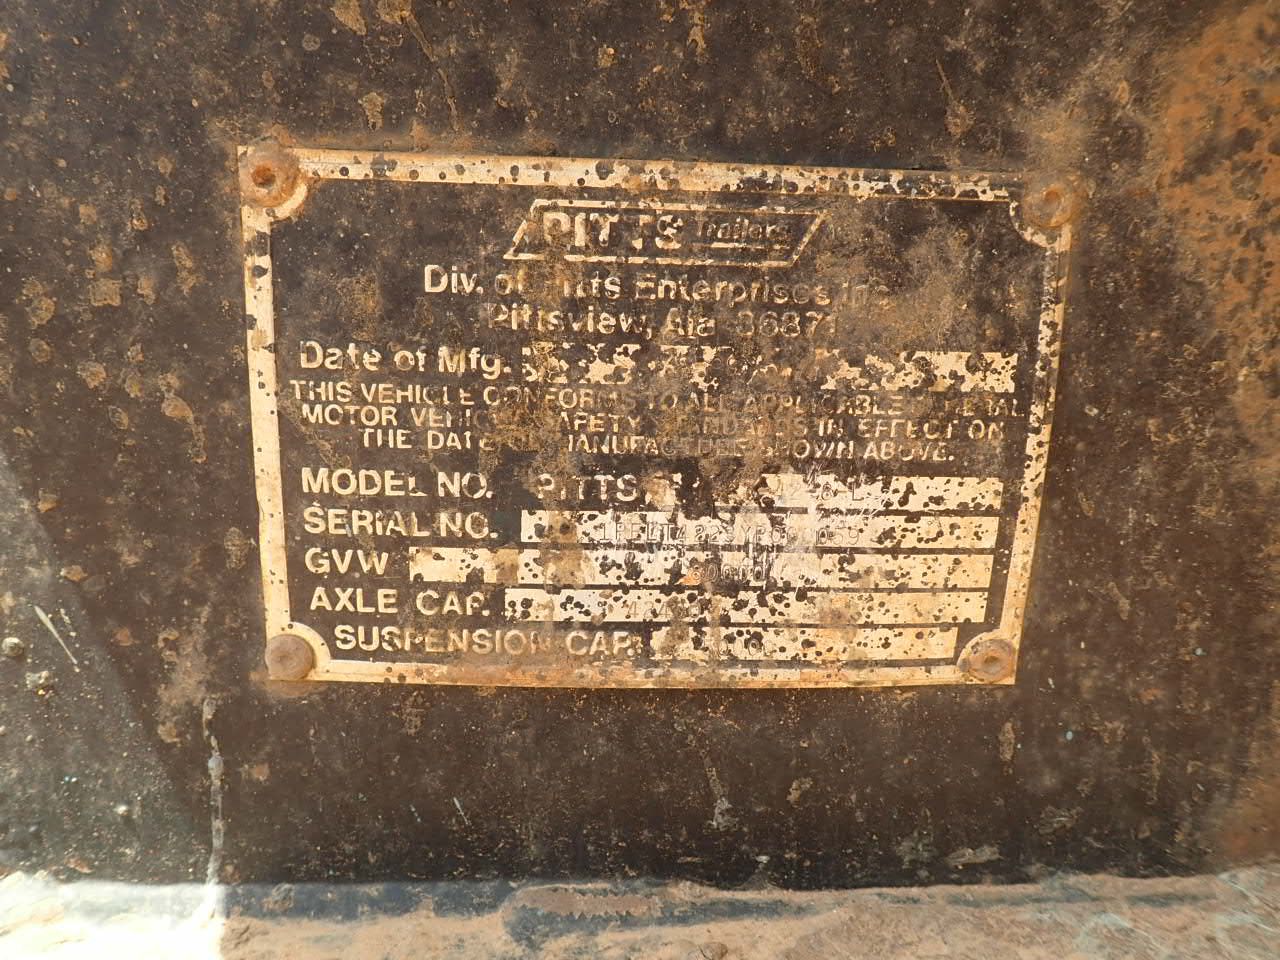 PITTS Trailers
Div. of Pitts Enterprises Inc.
Pittsview, Ala 36871
Date of Mfg.
THIS VEHICLE CONFORMS TO ALL APPLICABLE FEDERAL
MOTOR VEHICLE SAFETY STANDARDS IN EFFECT ON
THE DATE OF MANUFACTURE SHOWN ABOVE.
MODEL NO. PITTS
SERIAL NO.
GVW
AXLE CAP.
SUSPENSION CAP.